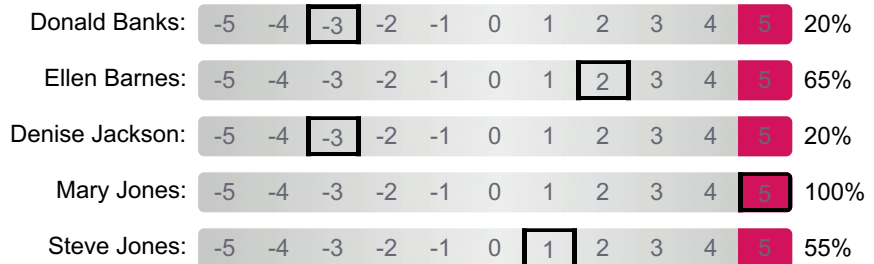 Donald Banks: -5 -4 -3 -2 -1 0 1 2 3 4 5 20%
Ellen Barnes: -5 -4 -3 -2 -1 0 1 2 3 4 5 65%
Denise Jackson: -5 -4 -3 -2 -1 0 1 2 3 4 5 20%
Mary Jones: -5 -4 -3 -2 -1 0 1 2 3 4 5 100%
Steve Jones: -5 -4 -3 -2 -1 0 1 2 3 4 5 55%